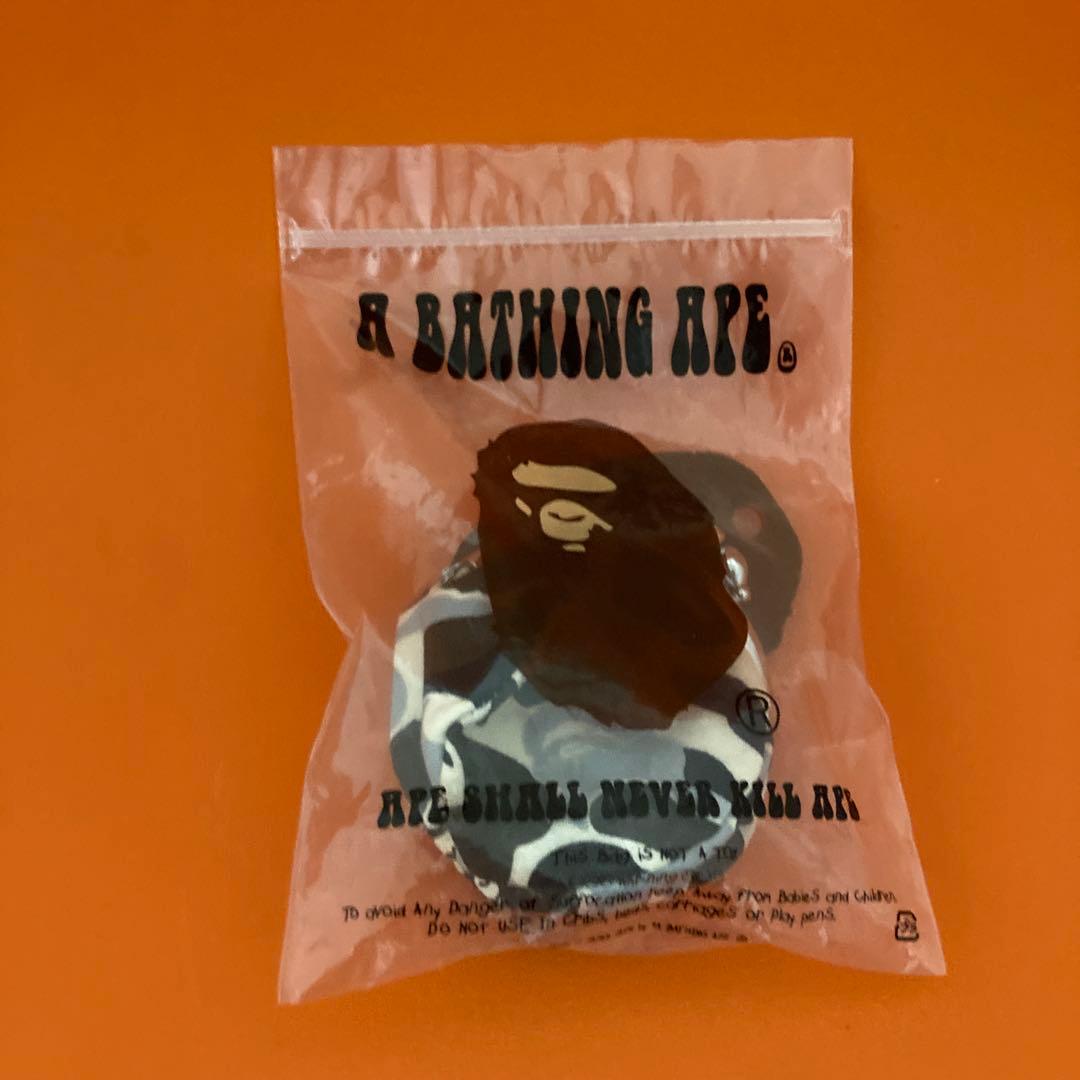 A BATHING APE®
®
APE SHALL NEVER KILL APE
THIS BAG IS NOT A TOY
To avoid Any Danger of Suffocation keep Away From Babies and Children
DO NOT USE In Cribs, beds, carriages or play pens.